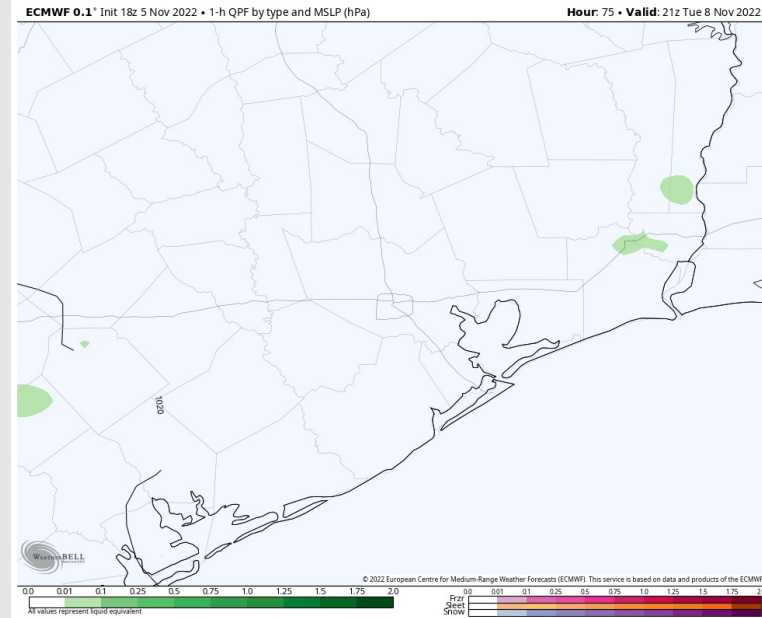 ECMWF 0.1° Init 18z 5 Nov 2022 • 1-h QPF by type and MSLP (hPa)
Hour: 75 • Valid: 21z Tue 8 Nov 2022
1020
WEATHERBELL
© 2022 European Centre for Medium-Range Weather Forecasts (ECMWF). This service is based on data and products of the ECMWF
0.0 0.01 0.1 0.25 0.5 0.75 1.0 1.25 1.5 1.75 2.0
All values represent liquid equivalent
0.0 0.01 0.1 0.25 0.50 0.75 1.0 1.25 1.5 1.75 2.
Frzr
Sleet
Snow